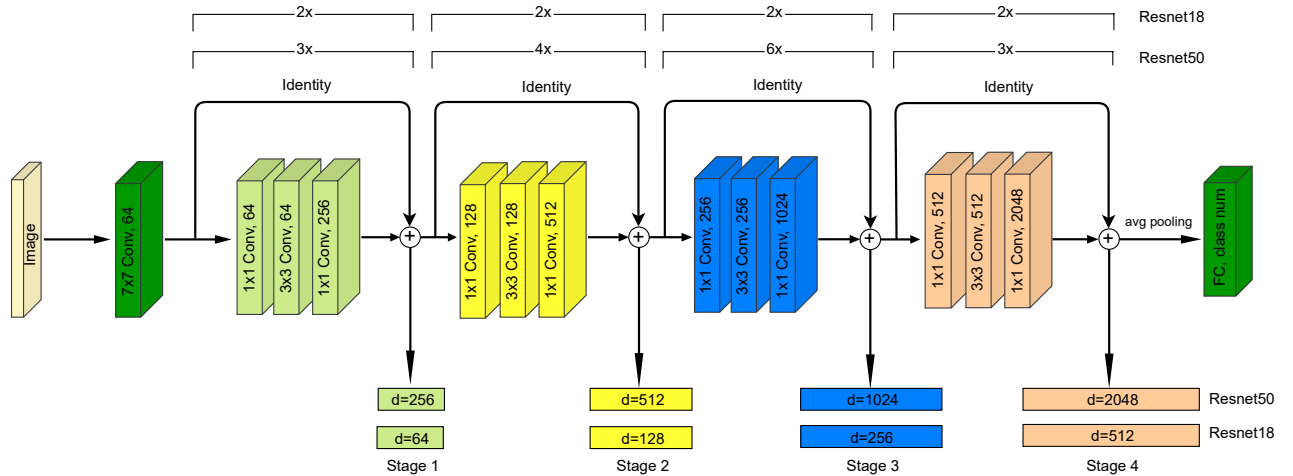 2x 2x 2x 2x Resnet18
3x 4x 6x 3x Resnet50
Identity Identity Identity Identity
Image
7x7 Conv, 64
1x1 Conv, 64
3x3 Conv, 64
1x1 Conv, 256
1x1 Conv, 128
3x3 Conv, 128
1x1 Conv, 512
1x1 Conv, 256
3x3 Conv, 256
1x1 Conv, 1024
1x1 Conv, 512
3x3 Conv, 512
1x1 Conv, 2048
avg pooling
FC, class num
d=256 d=512 d=1024 d=2048 Resnet50
d=64 d=128 d=256 d=512 Resnet18
Stage 1 Stage 2 Stage 3 Stage 4